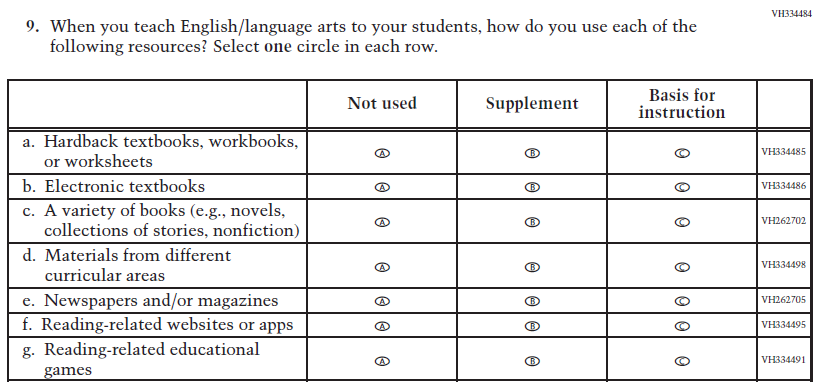 VH334484
9. When you teach English/language arts to your students, how do you use each of the
following resources? Select one circle in each row.
Not used Supplement Basis for
instruction
a. Hardback textbooks, workbooks,
or worksheets A B C VH334485
b. Electronic textbooks A B C VH334486
c. A variety of books (e.g., novels,
collections of stories, nonfiction) A B C VH262702
d. Materials from different
curricular areas A B C VH334498
e. Newspapers and/or magazines A B C VH262705
f. Reading-related websites or apps A B C VH334495
g. Reading-related educational
games A B C VH334491